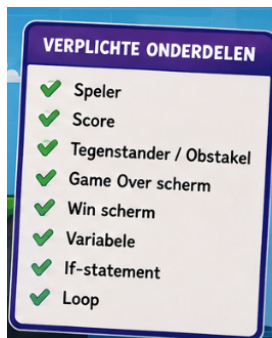 VERPLICHTE ONDERDELEN
Speler
Score
Tegenstander / Obstakel
Game Over scherm
Win scherm
Variabele
If-statement
Loop